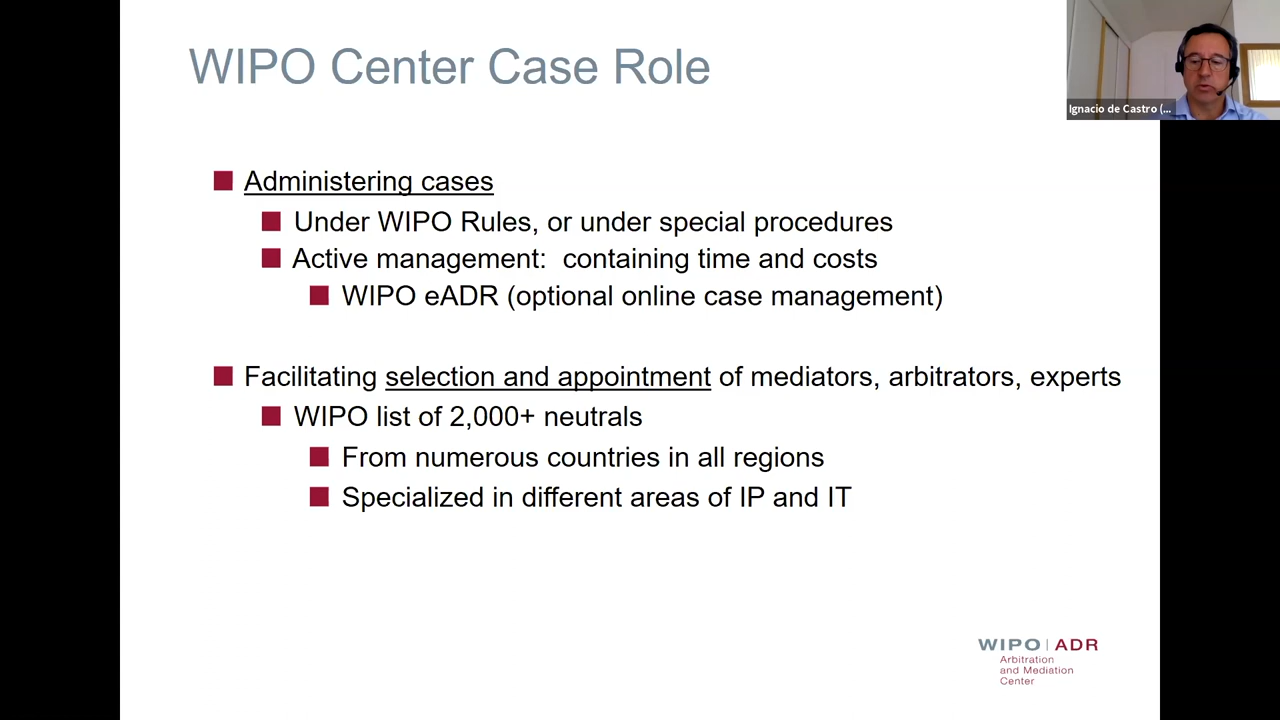 WIPO Center Case Role
Ignacio de Castro (...
Administering cases
Under WIPO Rules, or under special procedures
Active management:  containing time and costs
WIPO eADR (optional online case management)
Facilitating selection and appointment of mediators, arbitrators, experts
WIPO list of 2,000+ neutrals
From numerous countries in all regions
Specialized in different areas of IP and IT
WIPO | ADR
Arbitration
and Mediation
Center